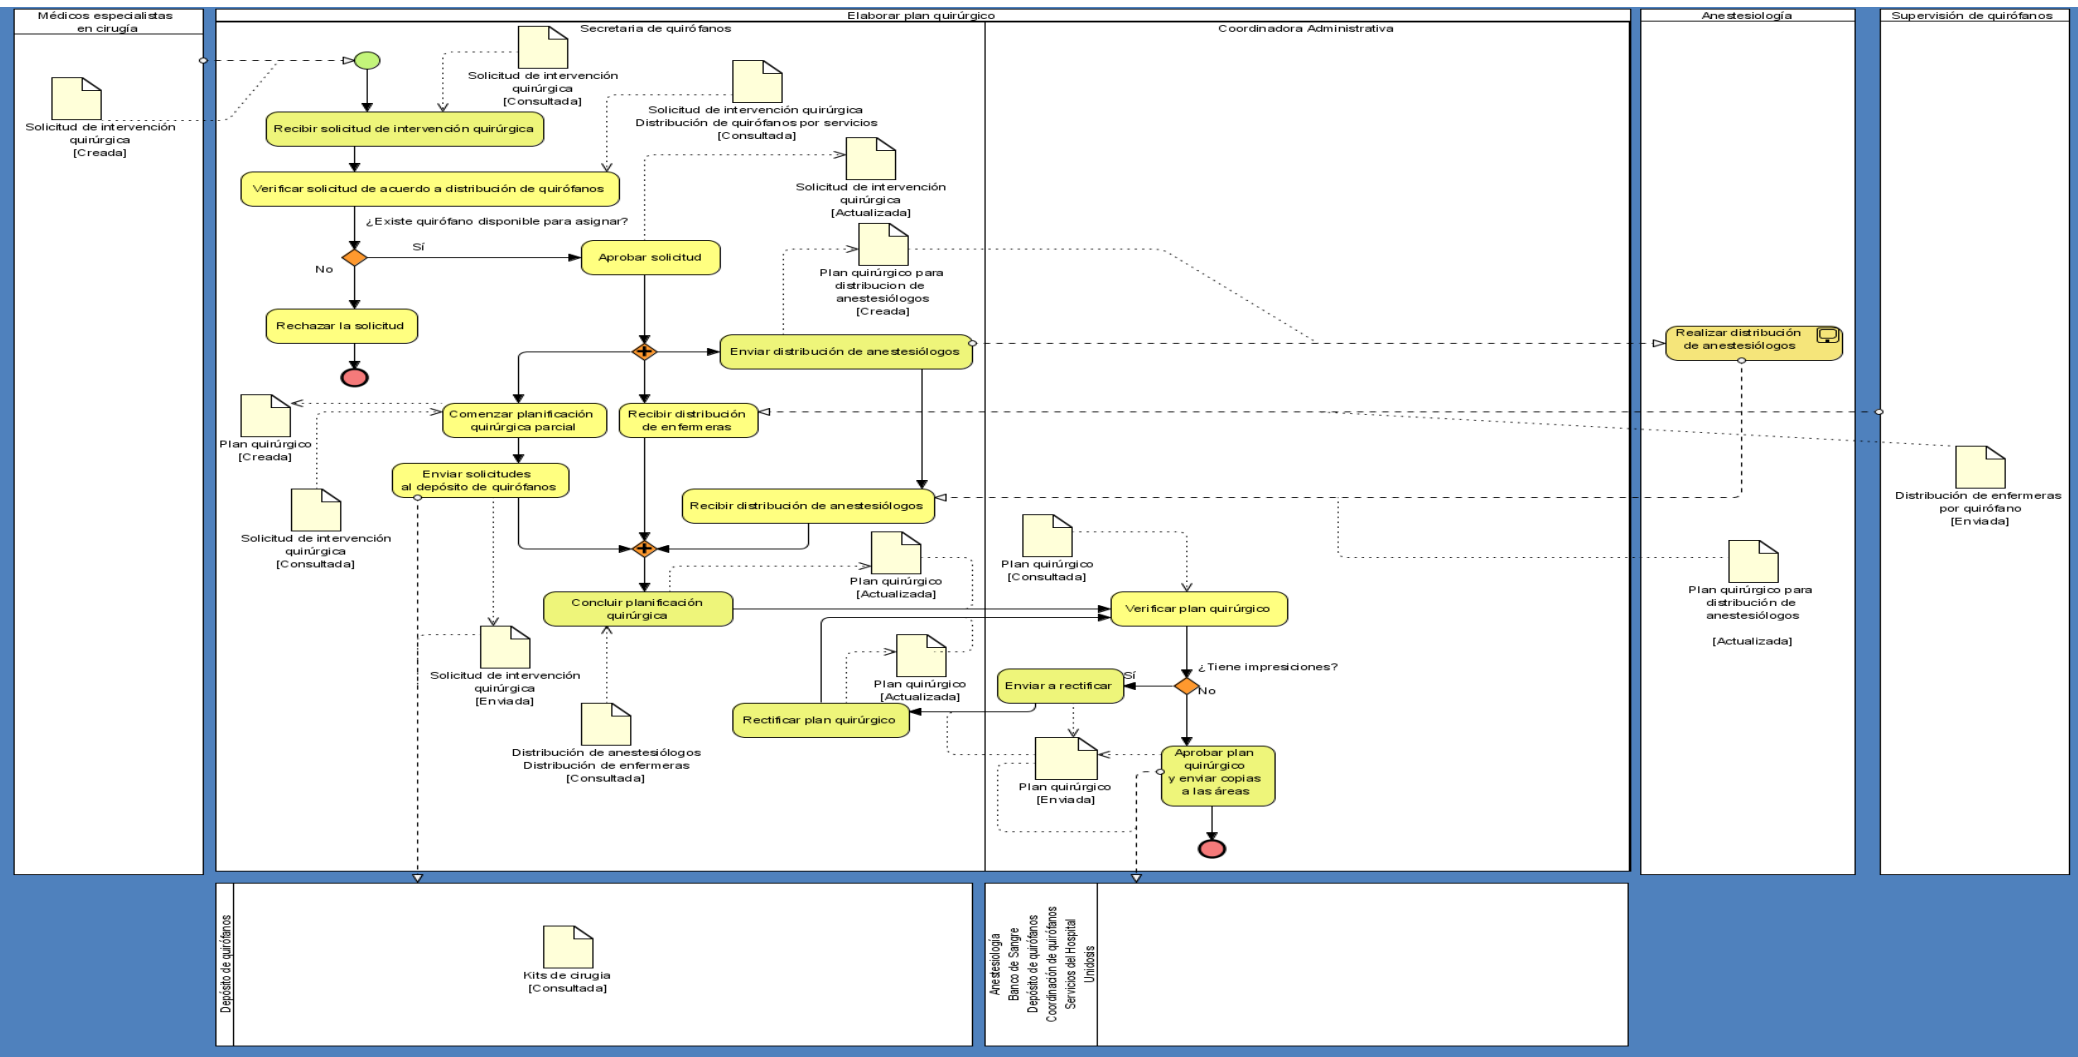 Médicos especialistas
en cirugía
Elaborar plan quirúrgico
Anestesiología
Supervisión de quirófanos
Secretaria de quirófanos
Coordinadora Administrativa
Solicitud de intervención
quirúrgica
[Creada]
Solicitud de intervención
quirúrgica
[Consultada]
Solicitud de intervención quirúrgica
Distribución de quirófanos por servicios
[Consultada]
Recibir solicitud de intervención quirúrgica
Verificar solicitud de acuerdo a distribución de quirófanos
Solicitud de intervención
quirúrgica
[Actualizada]
¿Existe quirófano disponible para asignar?
Sí
No
Aprobar solicitud
Plan quirúrgico para
distribucion de
anestesiólogos
[Creada]
Rechazar la solicitud
Enviar distribución de anestesiólogos
Realizar distribución
de anestesiólogos
Comenzar planificación
quirúrgica parcial
Recibir distribución
de enfermeras
Plan quirúrgico
[Creada]
Enviar solicitudes
al depósito de quirófanos
Recibir distribución de anestesiólogos
Distribución de enfermeras
por quirófano
[Enviada]
Solicitud de intervención
quirúrgica
[Consultada]
Plan quirúrgico
[Actualizada]
Plan quirúrgico
[Consultada]
Plan quirúrgico para
distribución de
anestesiólogos
[Actualizada]
Concluir planificación
quirúrgica
Verificar plan quirúrgico
Solicitud de intervención
quirúrgica
[Enviada]
Plan quirúrgico
[Actualizada]
¿Tiene impresiciones?
Sí
No
Enviar a rectificar
Rectificar plan quirúrgico
Distribución de anestesiólogos
Distribución de enfermeras
[Consultada]
Plan quirúrgico
[Enviada]
Aprobar plan
quirúrgico
y enviar copias
a las áreas
Depósito de quirófanos
Kits de cirugia
[Consultada]
Anestesiología
Banco de Sangre
Depósito de quirófanos
Coordinación de quirófanos
Servicios del Hospital
Unidosis